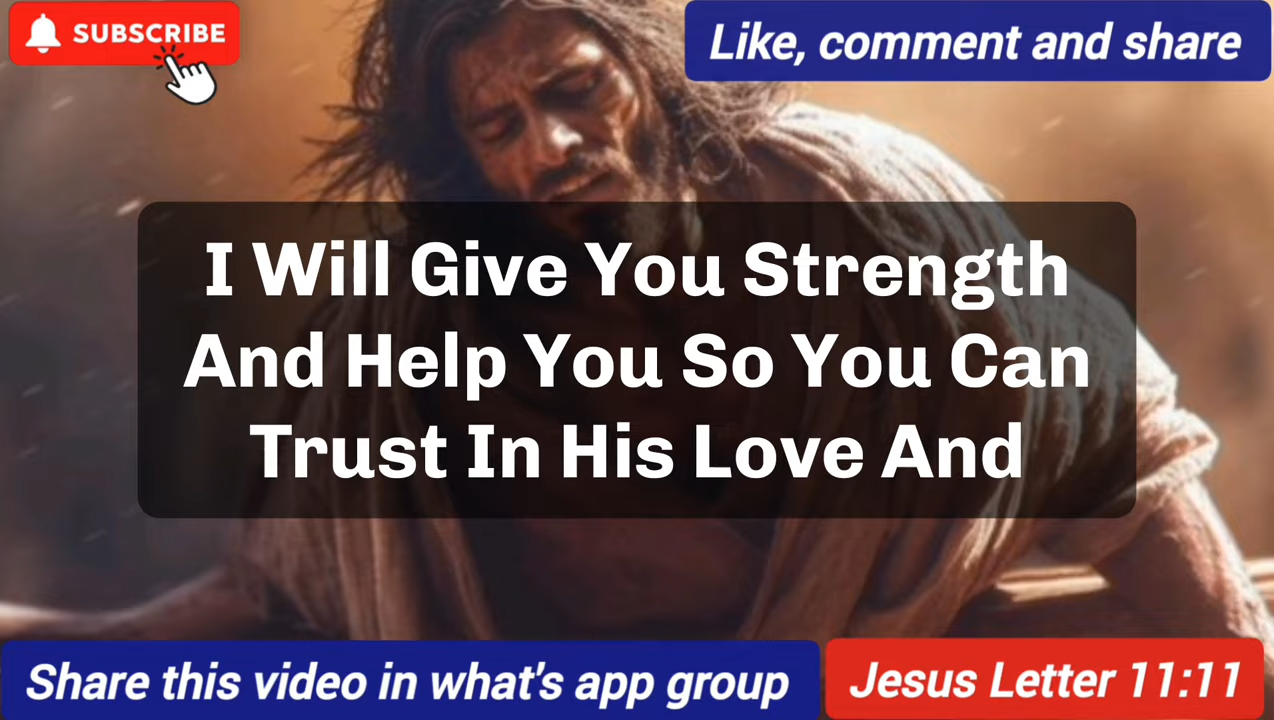 SUBSCRIBE
Like, comment and share
I Will Give You Strength
And Help You So You Can
Trust In His Love And
Share this video in what's app group
Jesus Letter 11:11